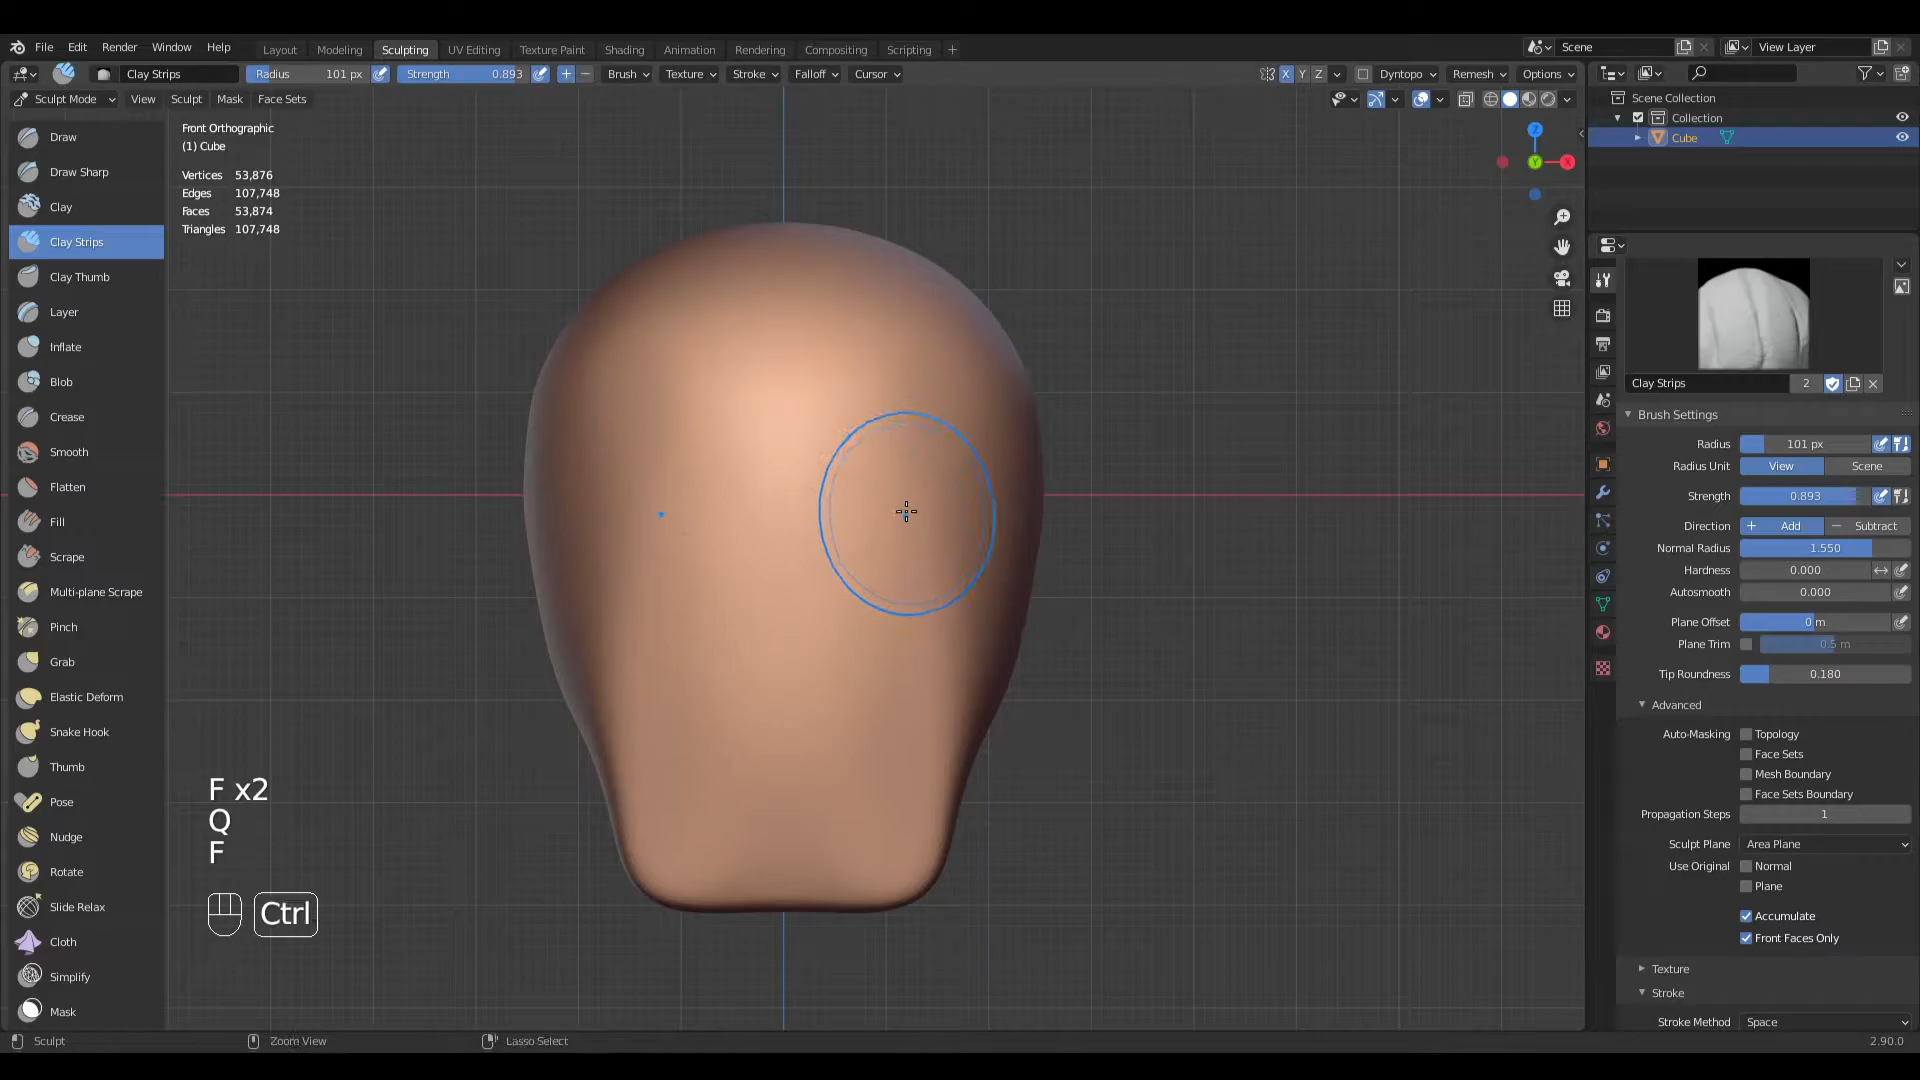 File Edit Render Window Help
Layout Modeling Sculpting UV Editing Texture Paint Shading Animation Rendering Compositing Scripting +
Scene
View Layer
Clay Strips Radius 101 px Strength 0.893 + − Brush Texture Stroke Falloff Cursor
X Y Z Dyntopo Remesh Options
Sculpt Mode View Sculpt Mask Face Sets
Draw
Draw Sharp
Clay
Clay Strips
Clay Thumb
Layer
Inflate
Blob
Crease
Smooth
Flatten
Fill
Scrape
Multi-plane Scrape
Pinch
Grab
Elastic Deform
Snake Hook
Thumb
Pose
Nudge
Rotate
Slide Relax
Cloth
Simplify
Mask
Front Orthographic
(1) Cube
Vertices 53,876
Edges 107,748
Faces 53,874
Triangles 107,748
Z
Y
X
F x2
Q
F
Ctrl
Scene Collection
Collection
Cube
Clay Strips 2
Brush Settings
Radius 101 px
Radius Unit View Scene
Strength 0.893
Direction + Add − Subtract
Normal Radius 1.550
Hardness 0.000
Autosmooth 0.000
Plane Offset 0 m
Plane Trim 0.5 m
Tip Roundness 0.180
Advanced
Auto-Masking Topology
Face Sets
Mesh Boundary
Face Sets Boundary
Propagation Steps 1
Sculpt Plane Area Plane
Use Original Normal
Plane
Accumulate
Front Faces Only
Texture
Stroke
Stroke Method Space
Sculpt Zoom View Lasso Select 2.90.0